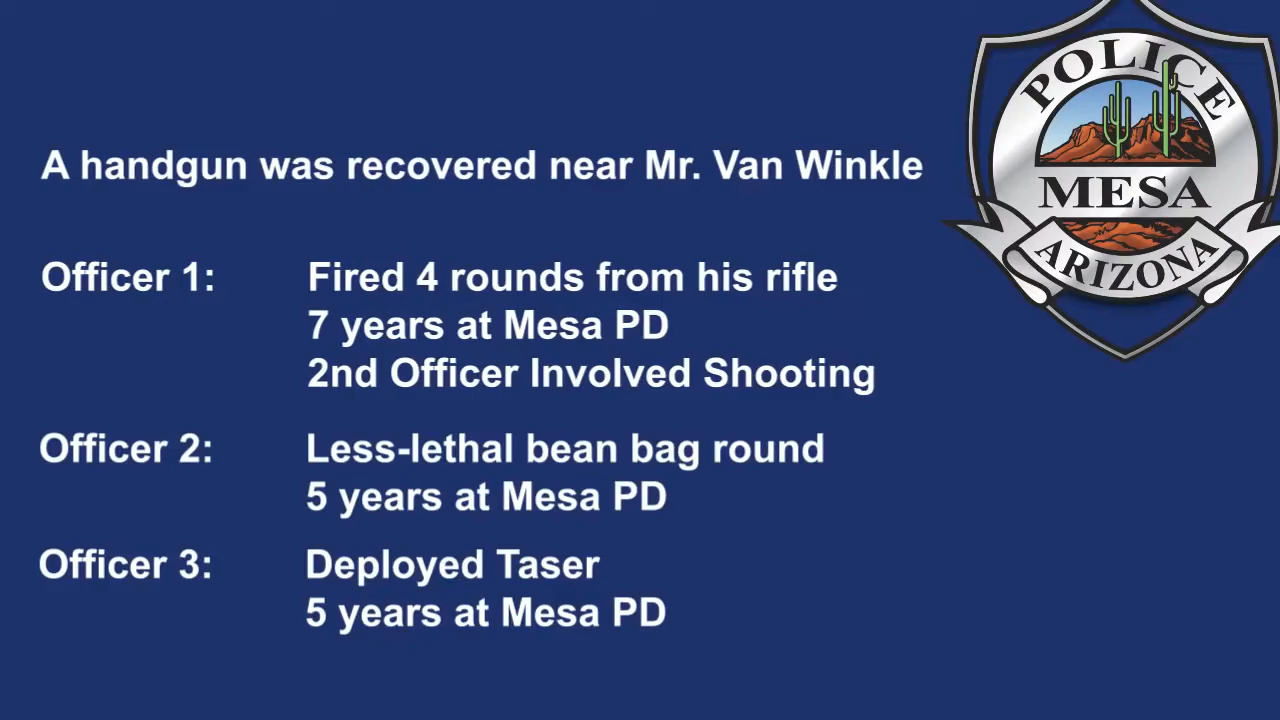 POLICE
MESA
ARIZONA
A handgun was recovered near Mr. Van Winkle
Officer 1: Fired 4 rounds from his rifle
7 years at Mesa PD
2nd Officer Involved Shooting
Officer 2: Less-lethal bean bag round
5 years at Mesa PD
Officer 3: Deployed Taser
5 years at Mesa PD